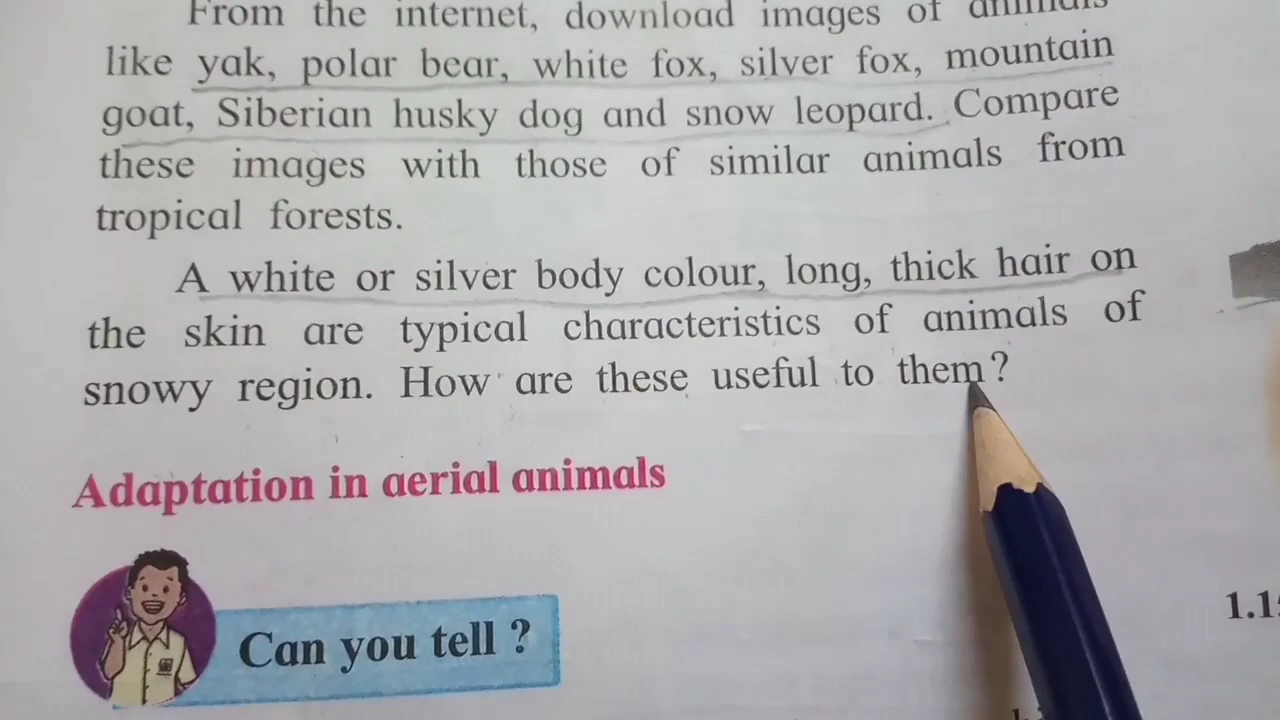 From the internet, download images of animals
like yak, polar bear, white fox, silver fox, mountain
goat, Siberian husky dog and snow leopard. Compare
these images with those of similar animals from
tropical forests.
A white or silver body colour, long, thick hair on
the skin are typical characteristics of animals of
snowy region. How are these useful to them?
Adaptation in aerial animals
Can you tell ?